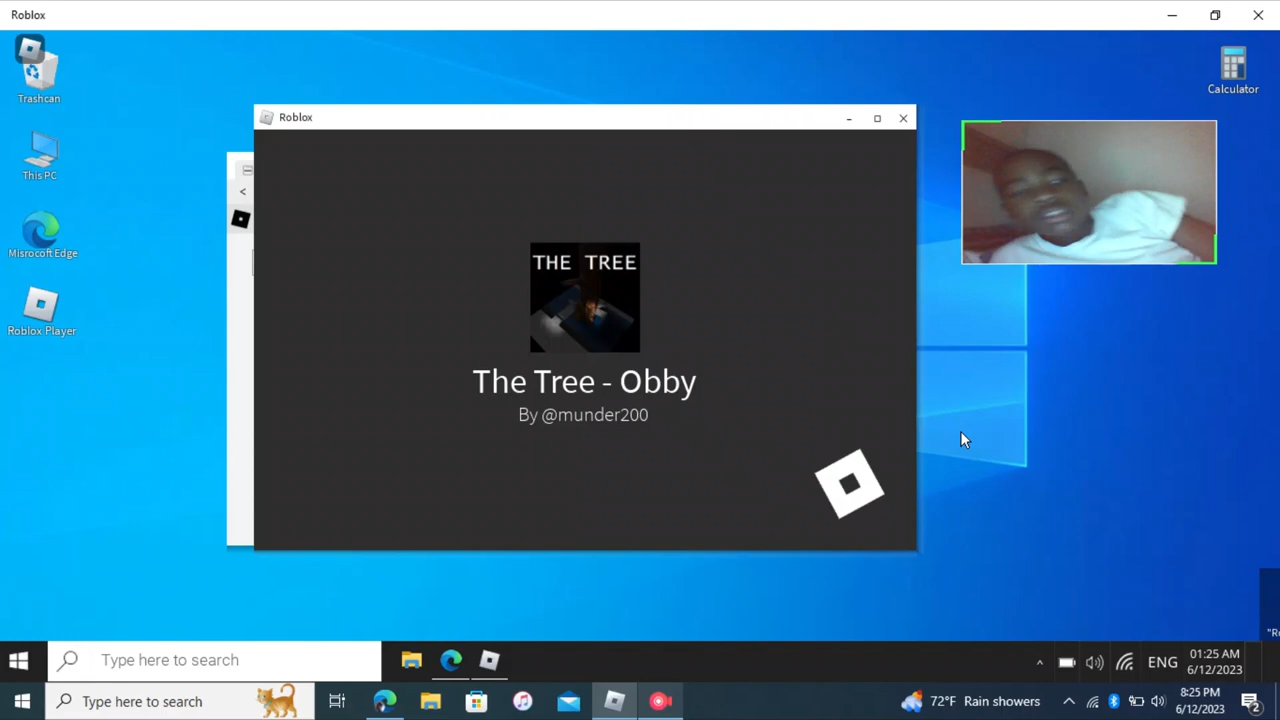 Roblox
Trashcan
This PC
Misrocoft Edge
Roblox Player
Calculator
Roblox
<
THE TREE
The Tree - Obby
By @munder200
"R
Type here to search
ENG
01:25 AM
6/12/2023
Type here to search
72°F Rain showers
8:25 PM
6/12/2023
2